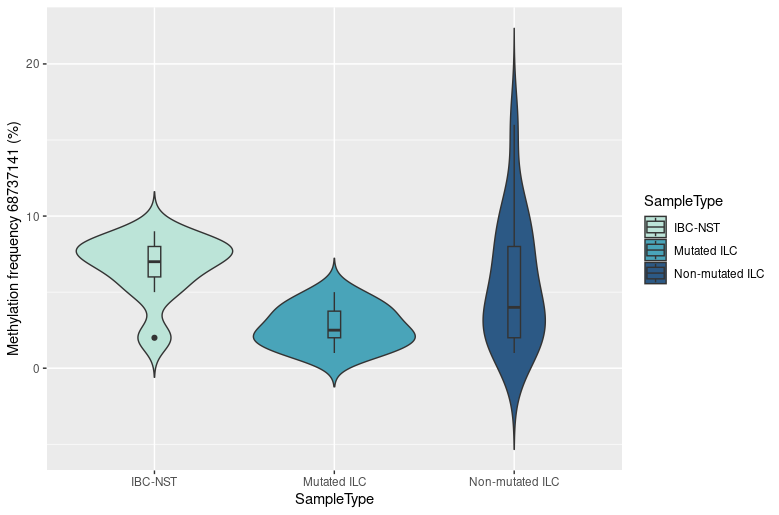 Methylation frequency 68737141 (%)
20
10
0
IBC-NST
Mutated ILC
Non-mutated ILC
SampleType
SampleType
IBC-NST
Mutated ILC
Non-mutated ILC